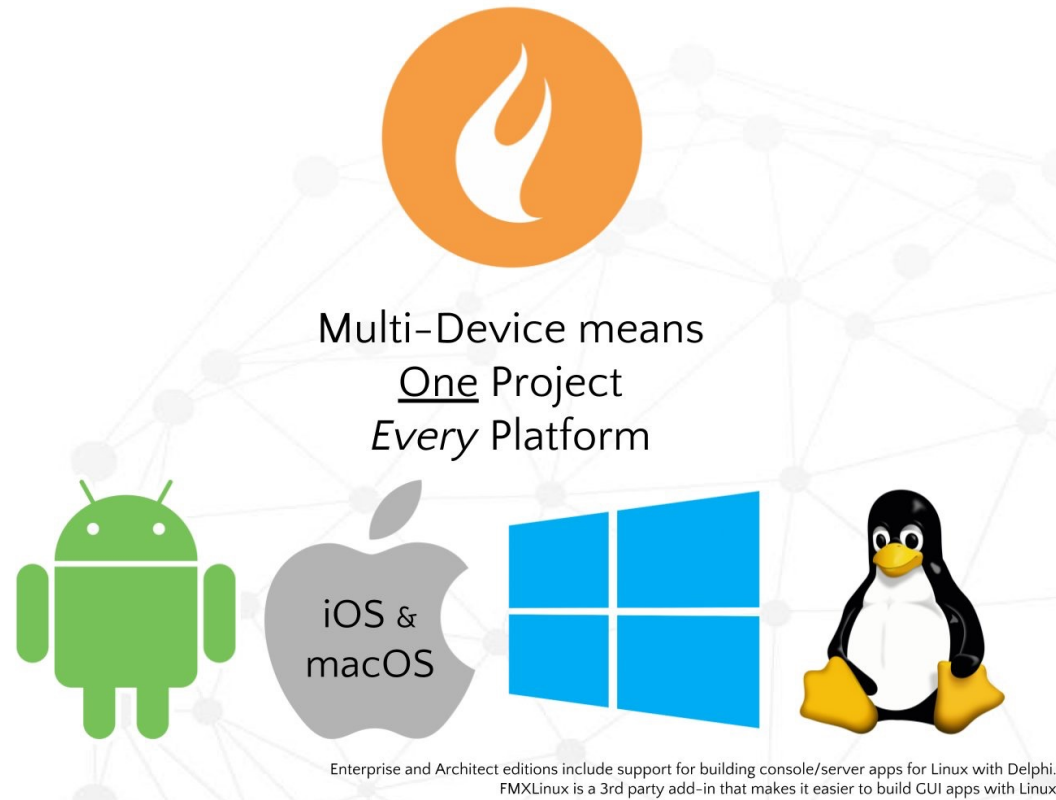 Multi-Device means
One Project
Every Platform
iOS &
macOS
Enterprise and Architect editions include support for building console/server apps for Linux with Delphi.
FMXLinux is a 3rd party add-in that makes it easier to build GUI apps with Linux